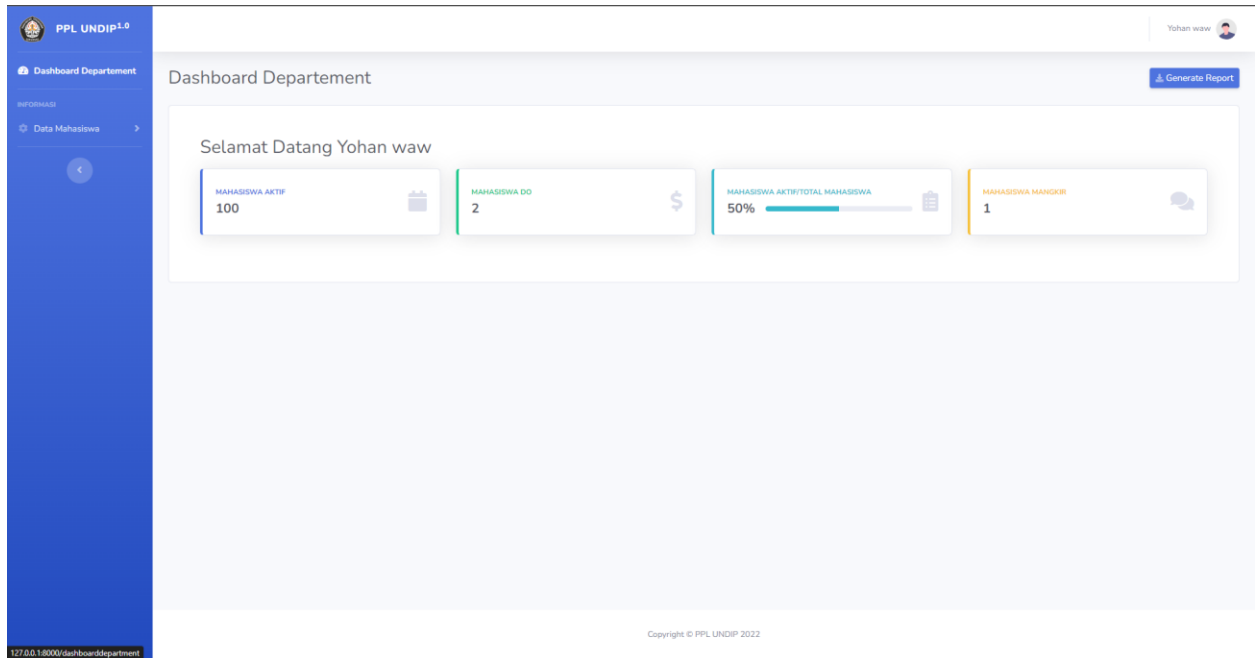 PPL UNDIP1.0
Yohan waw
Dashboard Departement
INFORMASI
Data Mahasiswa
Dashboard Departement
Generate Report
Selamat Datang Yohan waw
MAHASISWA AKTIF
100
MAHASISWA DO
2
MAHASISWA AKTIF/TOTAL MAHASISWA
50%
MAHASISWA MANGKIR
1
Copyright © PPL UNDIP 2022
127.0.0.1:8000/dashboarddepartment